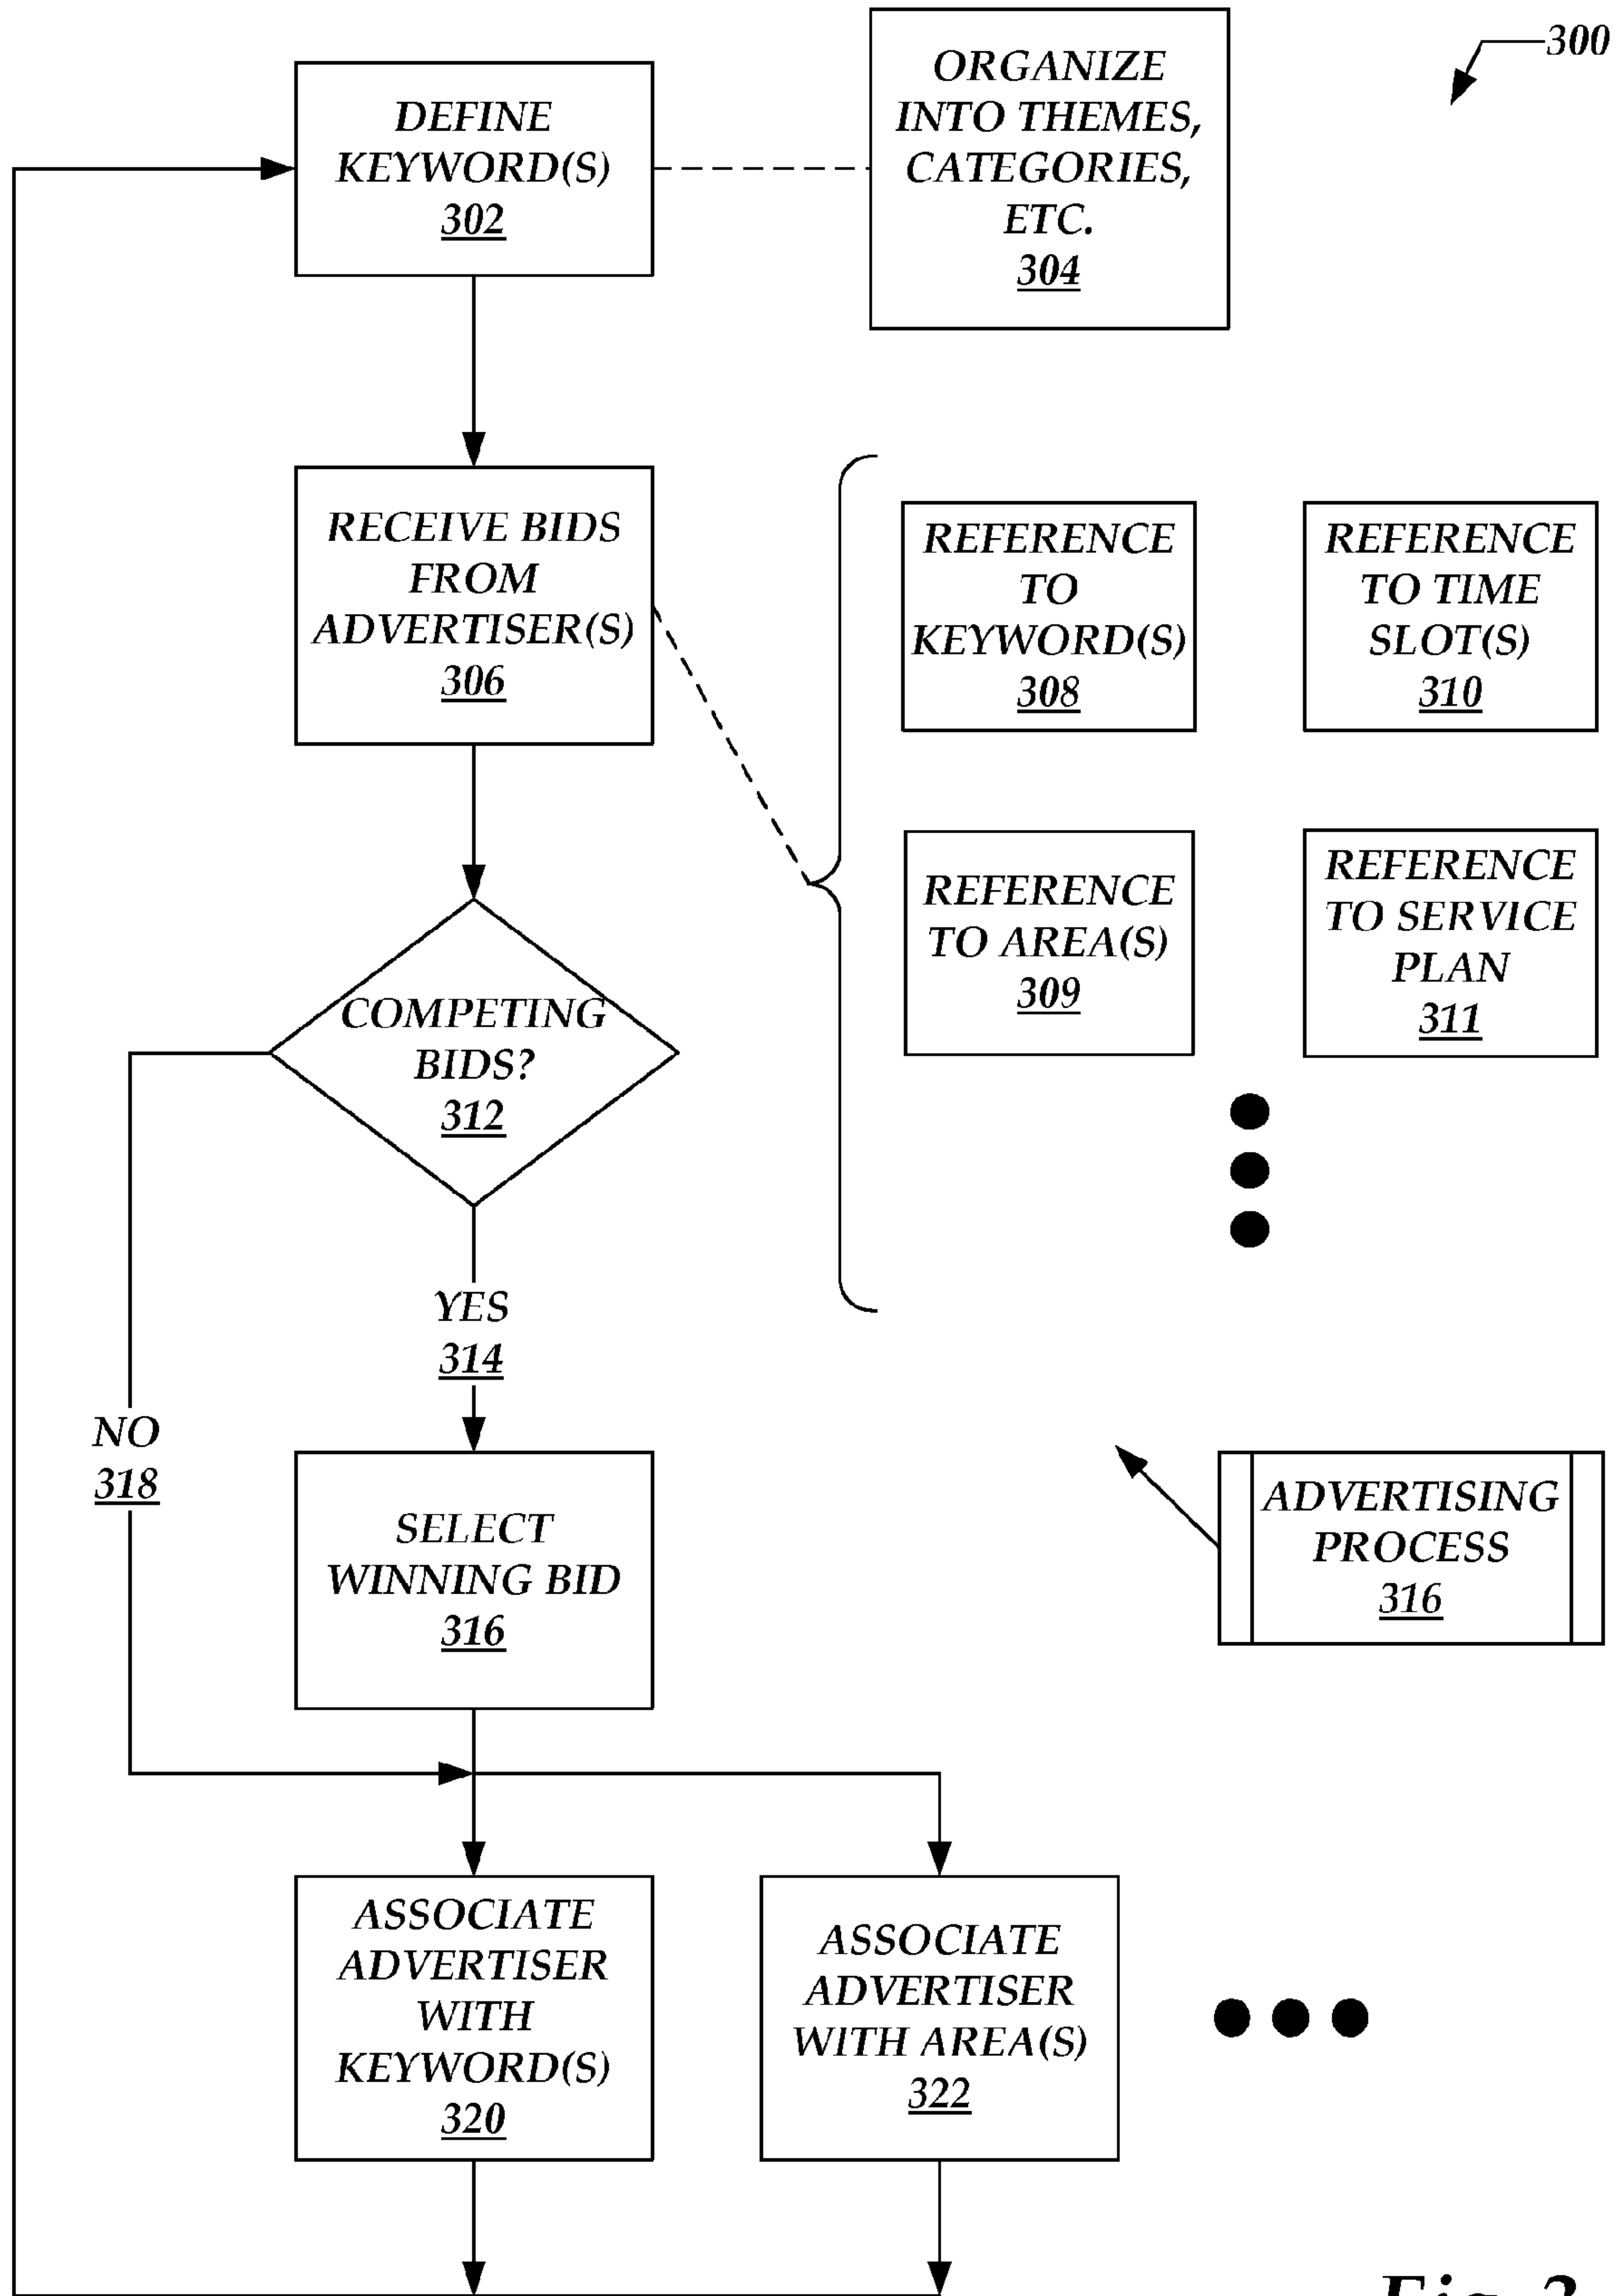 300
DEFINE
KEYWORD(S)
302
ORGANIZE
INTO THEMES,
CATEGORIES,
ETC.
304
RECEIVE BIDS
FROM
ADVERTISER(S)
306
REFERENCE
TO
KEYWORD(S)
308
REFERENCE
TO TIME
SLOT(S)
310
REFERENCE
TO AREA(S)
309
REFERENCE
TO SERVICE
PLAN
311
COMPETING
BIDS?
312
YES
314
NO
318
SELECT
WINNING BID
316
ADVERTISING
PROCESS
316
ASSOCIATE
ADVERTISER
WITH
KEYWORD(S)
320
ASSOCIATE
ADVERTISER
WITH AREA(S)
322
Fig. 3